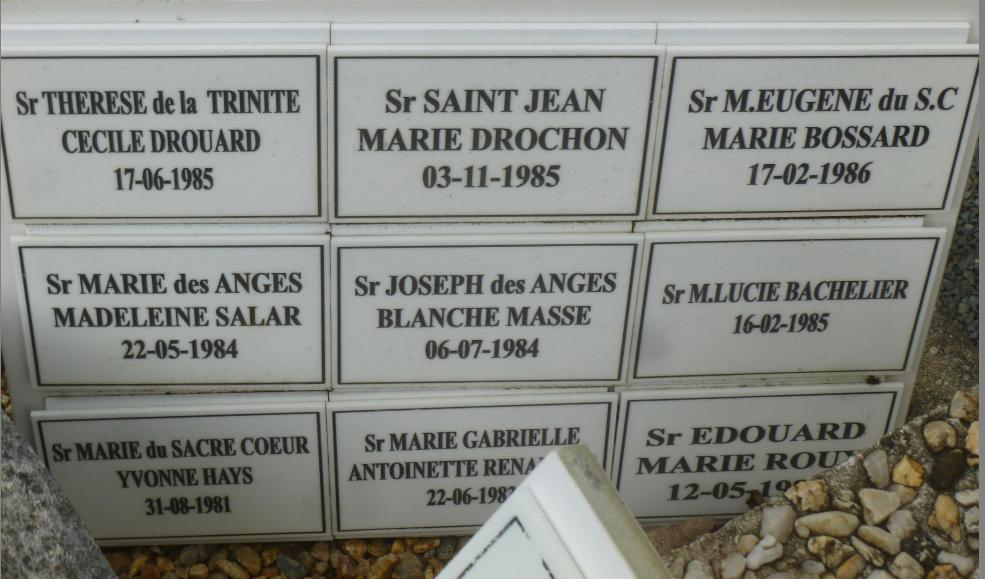 Sr THERESE de la TRINITE
CECILE DROUARD
17-06-1985
Sr SAINT JEAN
MARIE DROCHON
03-11-1985
Sr M.EUGENE du S.C
MARIE BOSSARD
17-02-1986
Sr MARIE des ANGES
MADELEINE SALAR
22-05-1984
Sr JOSEPH des ANGES
BLANCHE MASSE
06-07-1984
Sr M.LUCIE BACHELIER
16-02-1985
Sr MARIE du SACRE COEUR
YVONNE HAYS
31-08-1981
Sr MARIE GABRIELLE
ANTOINETTE
Sr EDOUARD
MARIE